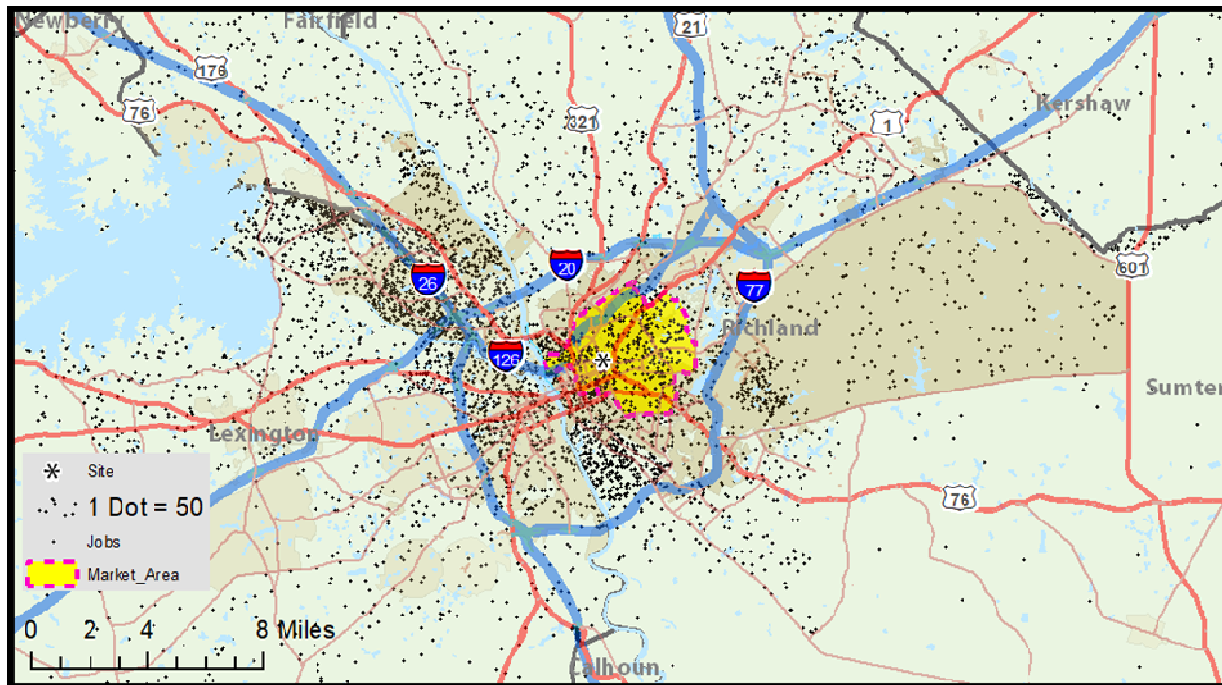 Newberry
Fairfield
21
176
76
321
1
Kershaw
20
26
77
601
Richland
126
Sumter
Lexington
Site
1 Dot = 50
76
Jobs
Market_Area
0 2 4 8 Miles
Calhoun